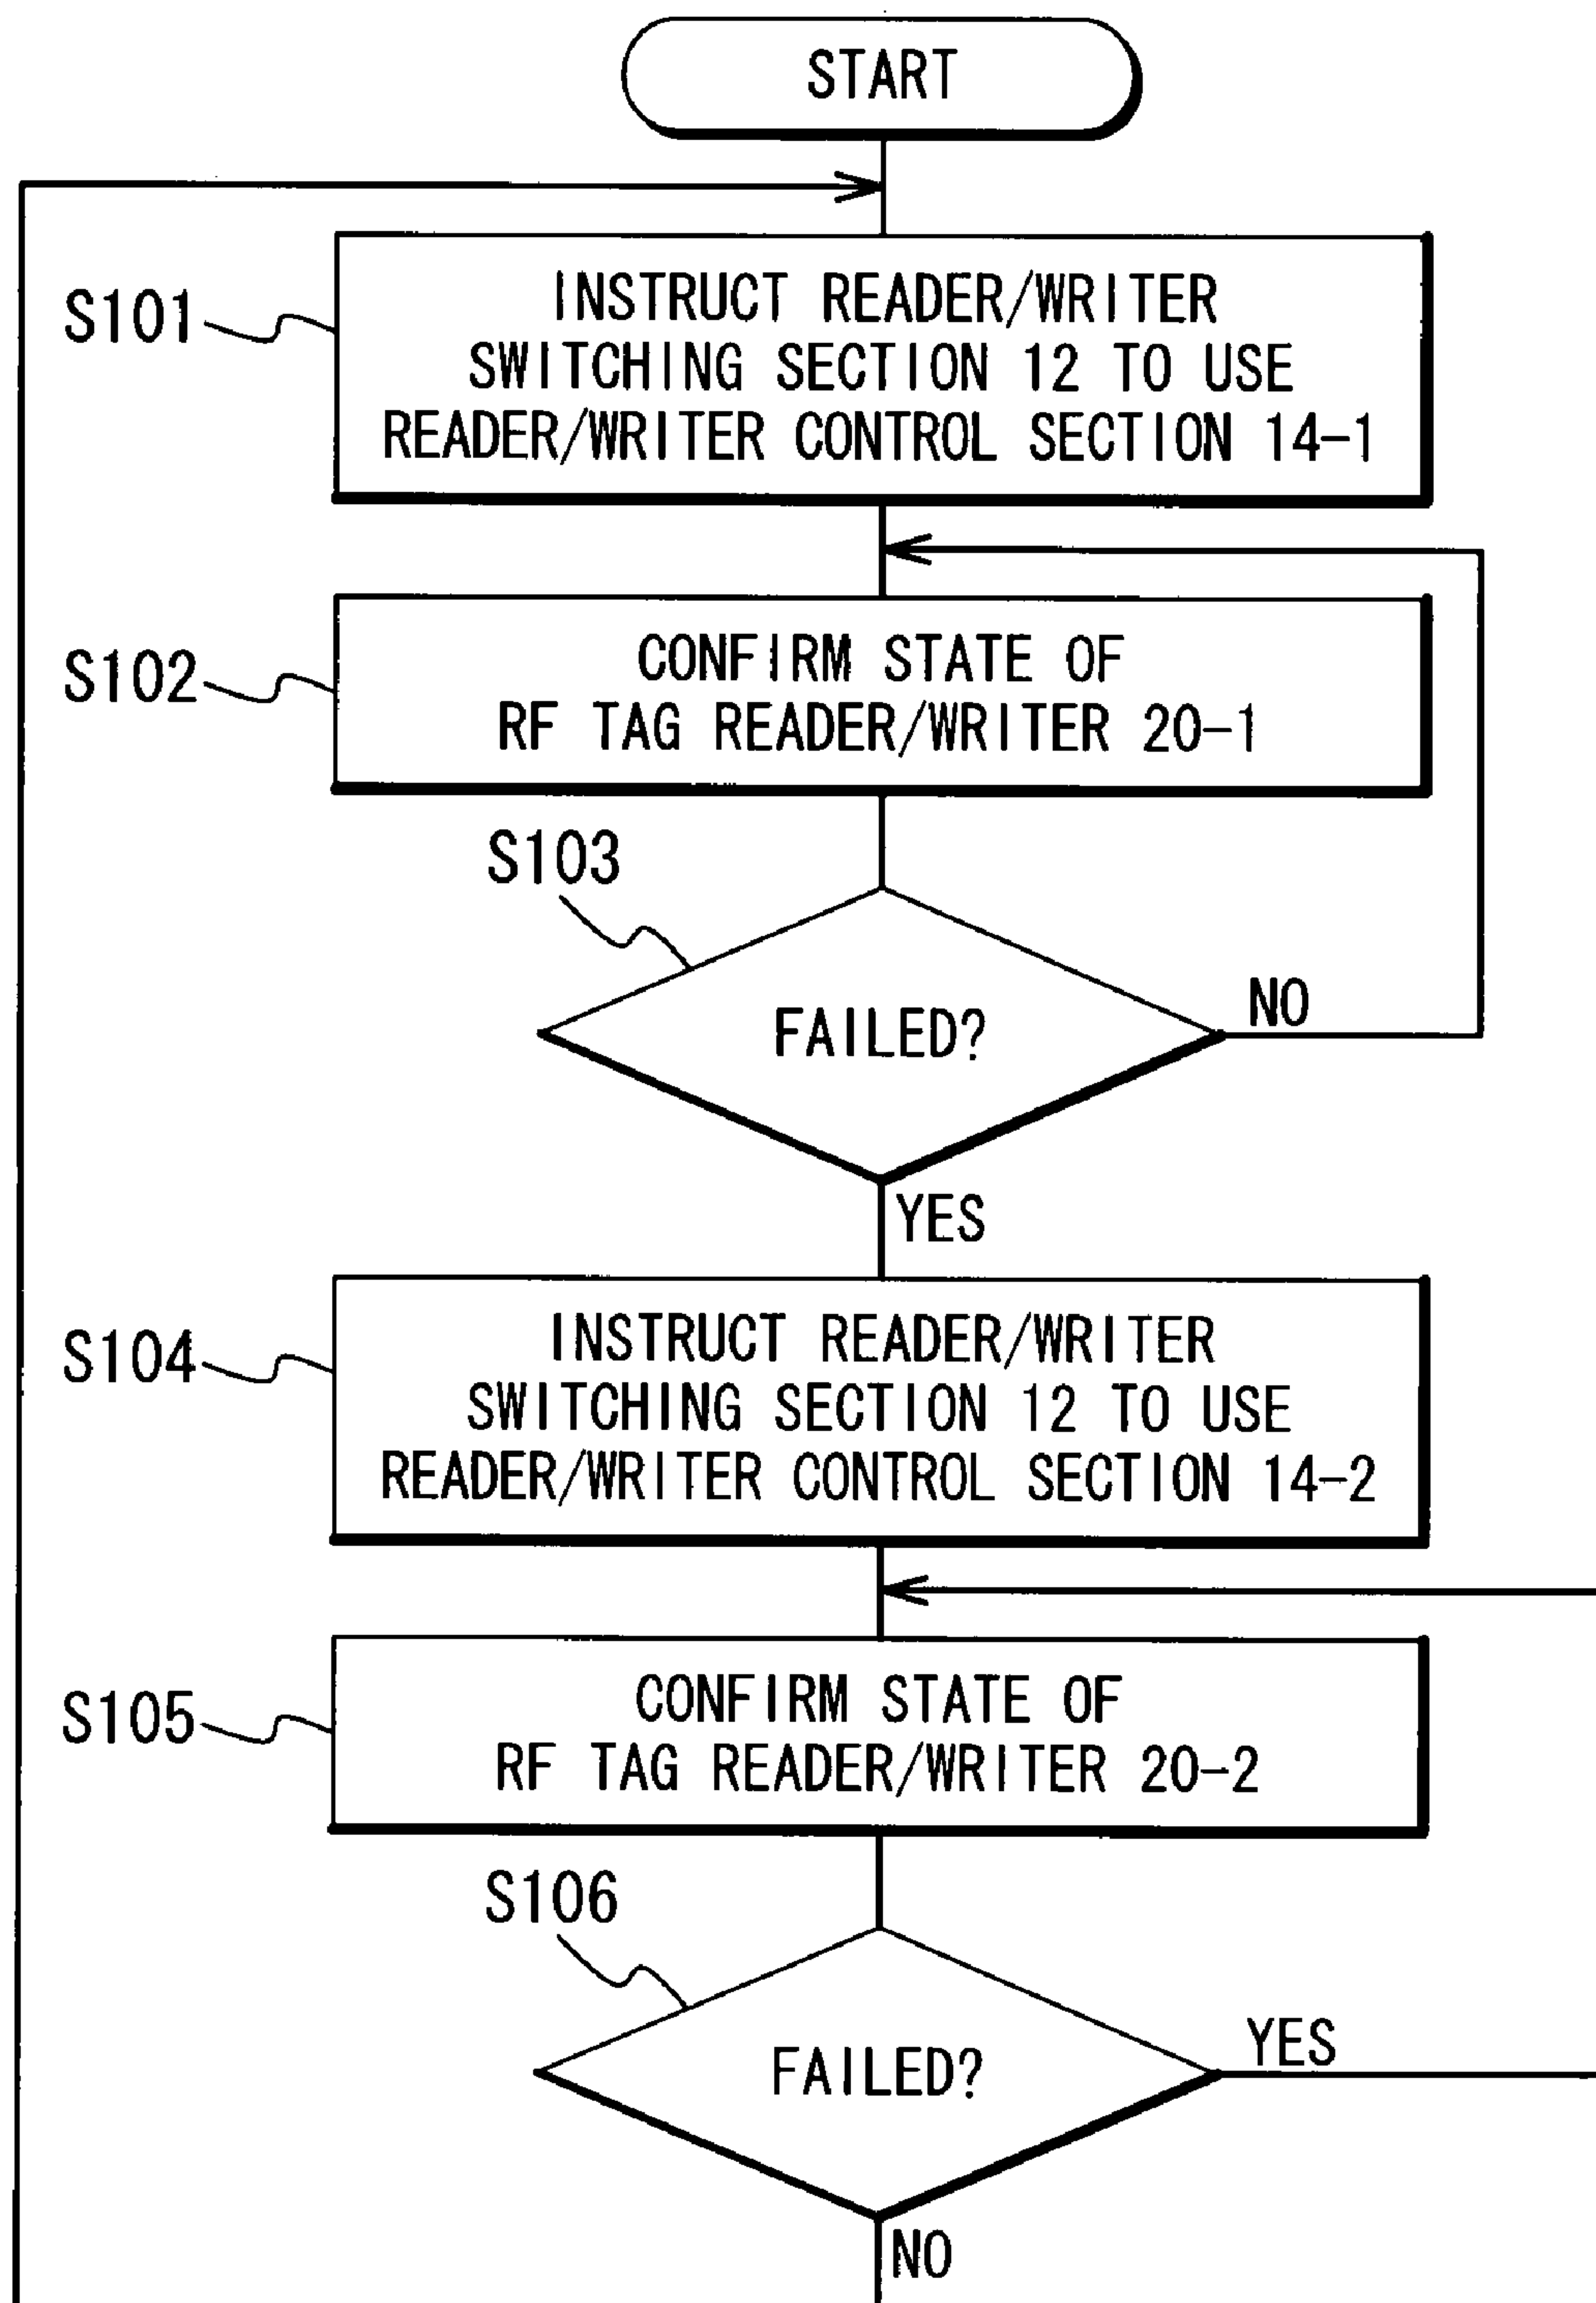 START
S101
INSTRUCT READER/WRITER
SWITCHING SECTION 12 TO USE
READER/WRITER CONTROL SECTION 14-1
S102
CONFIRM STATE OF
RF TAG READER/WRITER 20-1
S103
FAILED?
NO
YES
S104
INSTRUCT READER/WRITER
SWITCHING SECTION 12 TO USE
READER/WRITER CONTROL SECTION 14-2
S105
CONFIRM STATE OF
RF TAG READER/WRITER 20-2
S106
FAILED?
YES
NO